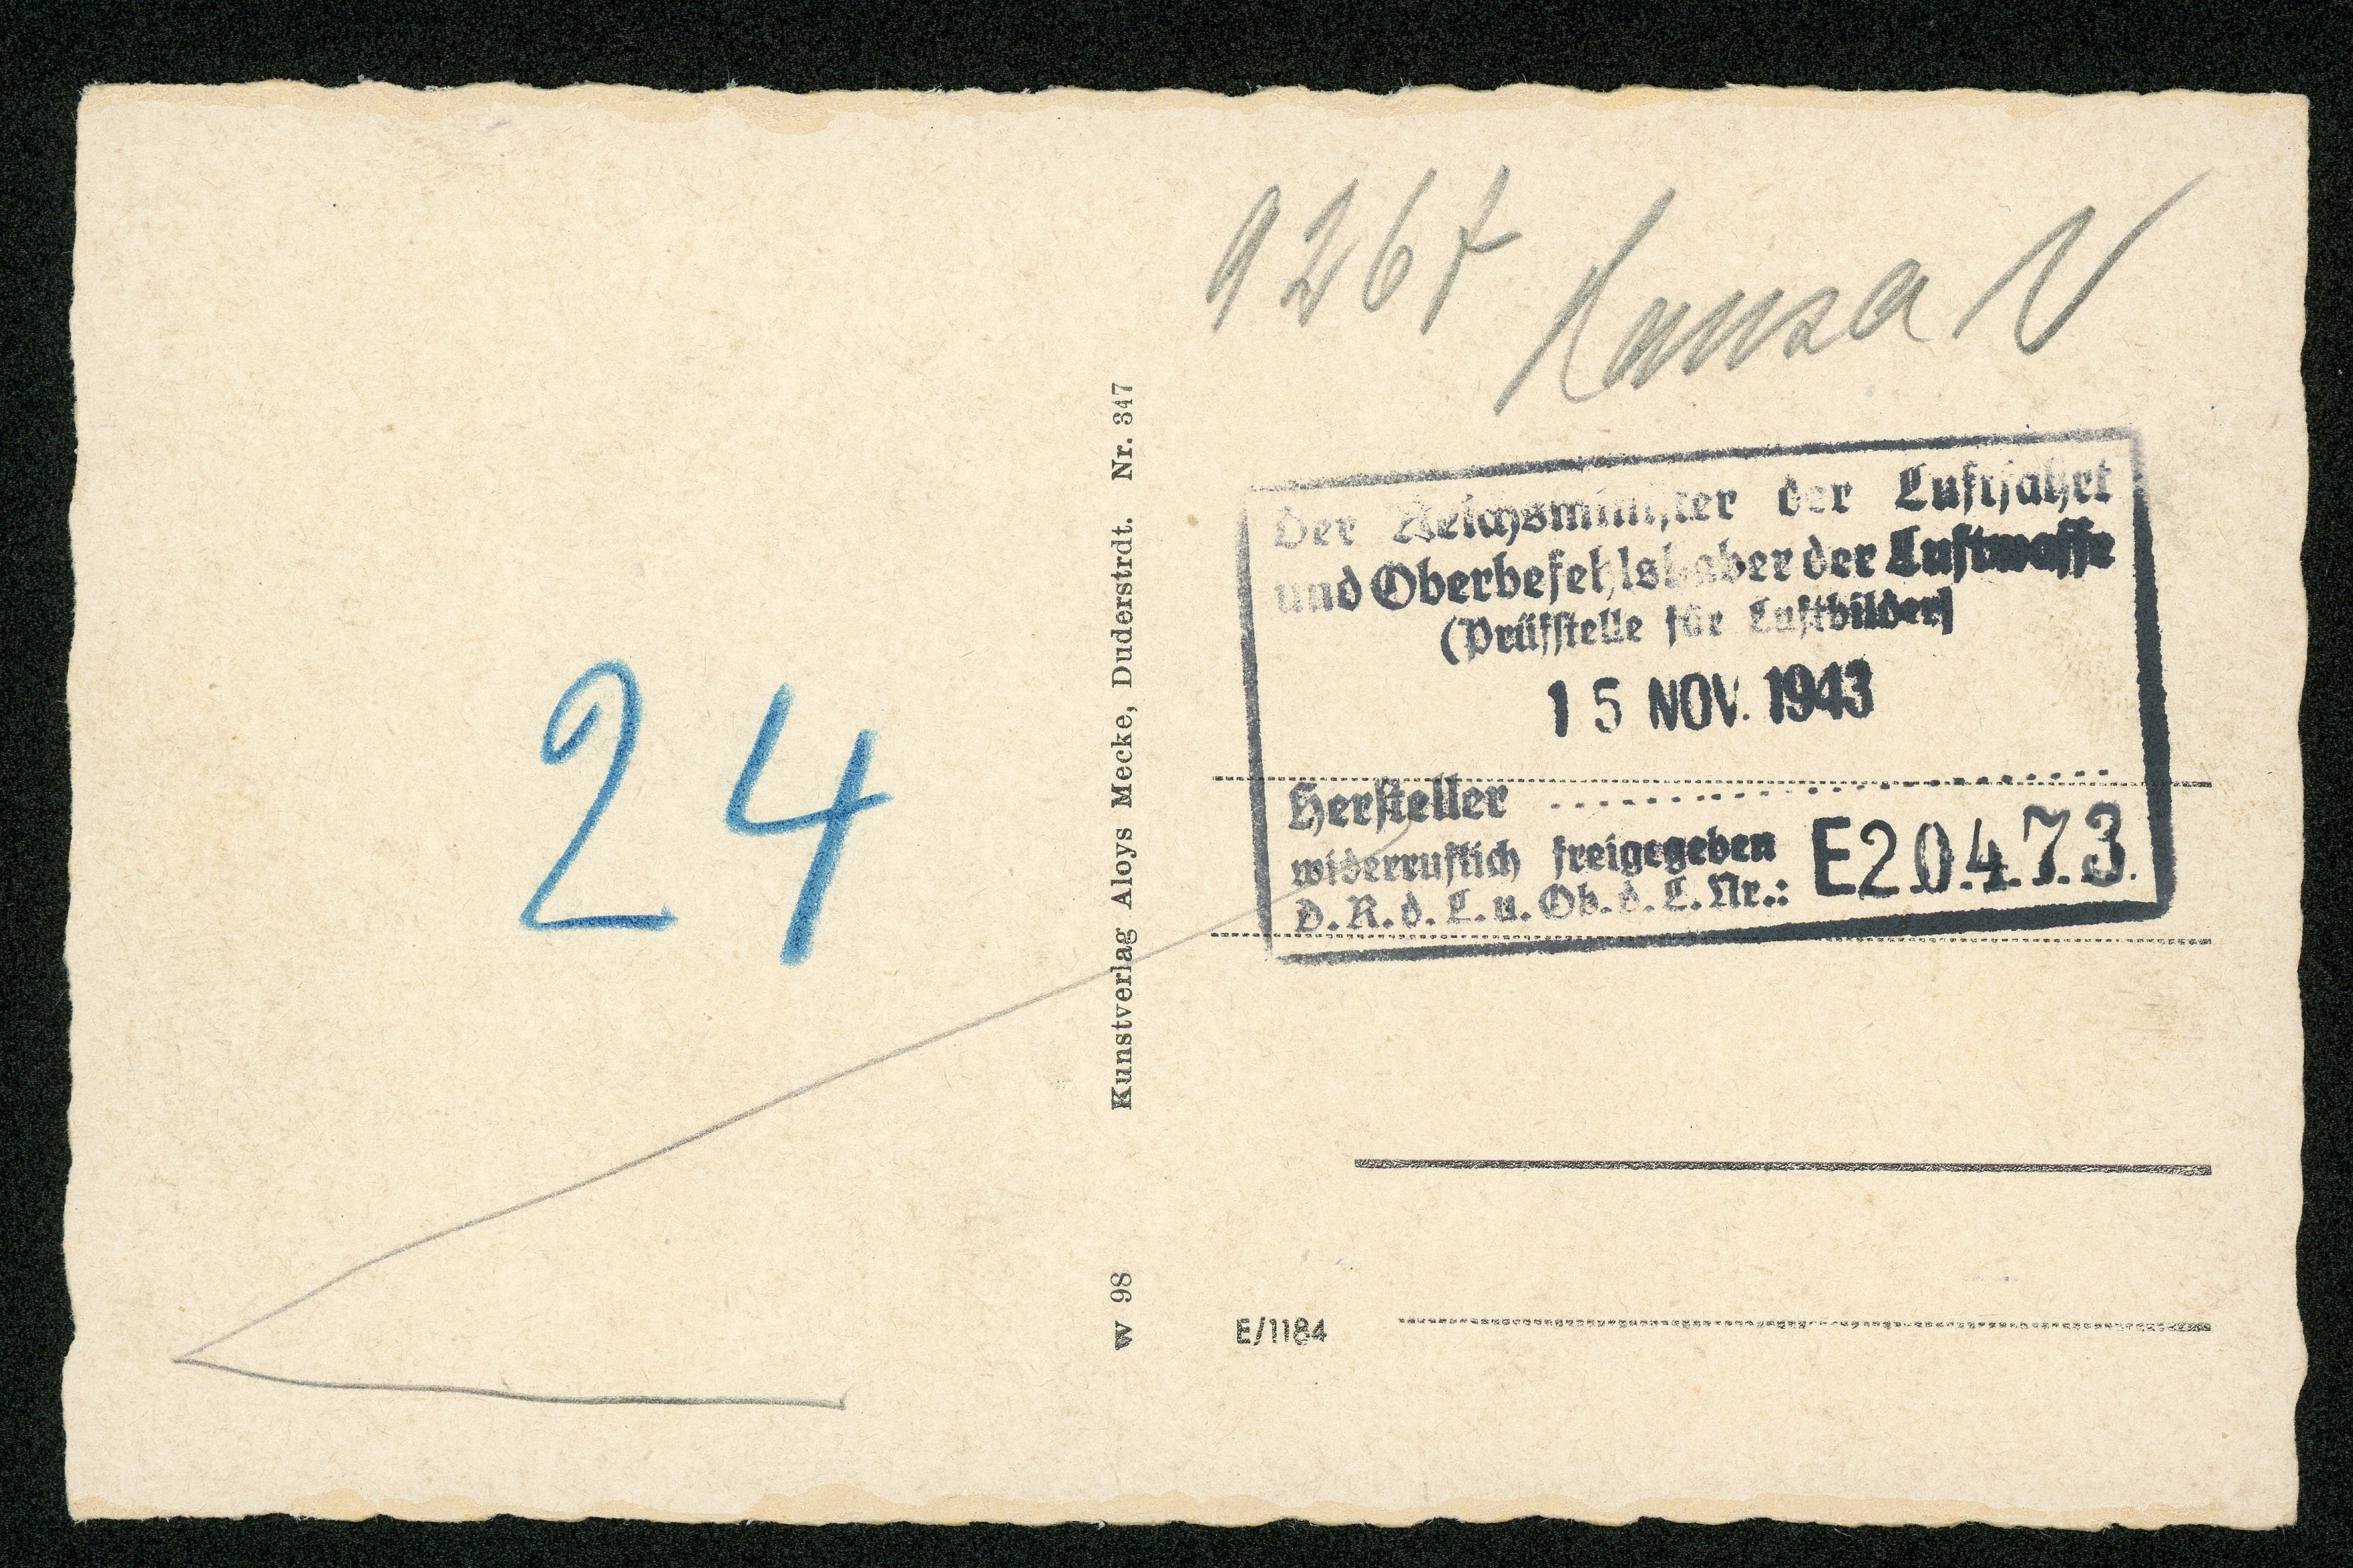 9267
Hansa V
Der Reichsminister der Luftfahrt
und Oberbefehlshaber der Luftwaffe
(Prüfstelle für Luftbilder)
15 NOV. 1943
Hersteller
widerruflich freigegeben
D.R.d.L.u.Ob.d.L.Nr.: E20473
24
Kunstverlag Aloys Mecke, Duderstrdt. Nr. 347
W 98
E/1184